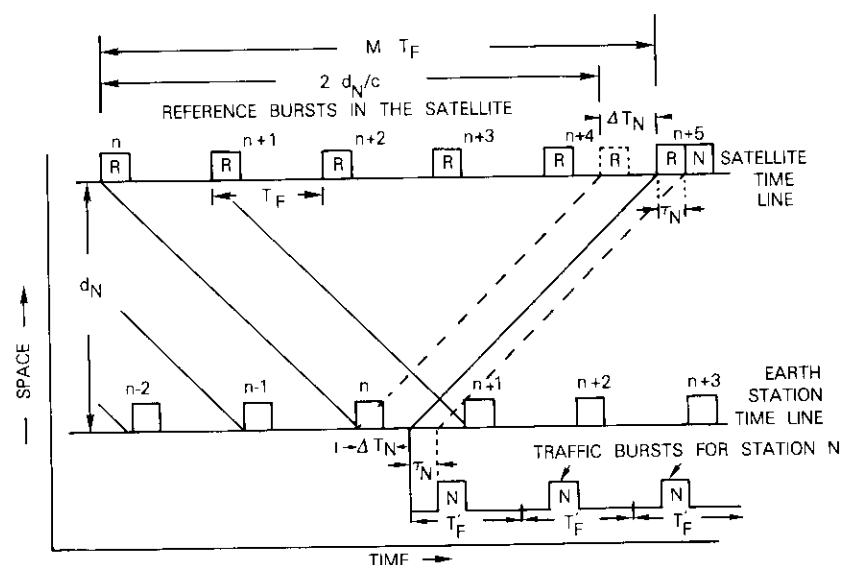 M T_F
2 d_N/c
REFERENCE BURSTS IN THE SATELLITE
ΔT_N
n n+1 n+2 n+3 n+4 n+5
R R R R R R R N
SATELLITE
TIME
LINE
T_F
τ_N
d_N
SPACE
n-2 n-1 n n+1 n+2 n+3
EARTH
STATION
TIME LINE
ΔT_N
τ_N
TRAFFIC BURSTS FOR STATION N
N N N
T'_F T'_F T'_F
TIME